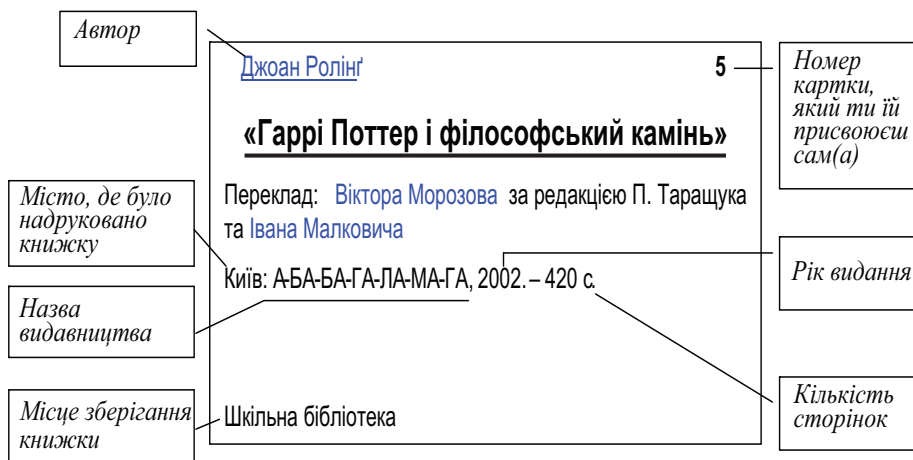 Автор
Джоан Ролінґ
5
Номер
картки,
який ти їй
присвоюєш
сам(а)
«Гаррі Поттер і філософський камінь»
Місто, де було
надруковано
книжку
Переклад: Віктора Морозова за редакцією П. Таращука
та Івана Малковича
Київ: А-БА-БА-ГА-ЛА-МА-ГА, 2002. – 420 с.
Рік видання
Назва
видавництва
Місце зберігання
книжки
Шкільна бібліотека
Кількість
сторінок